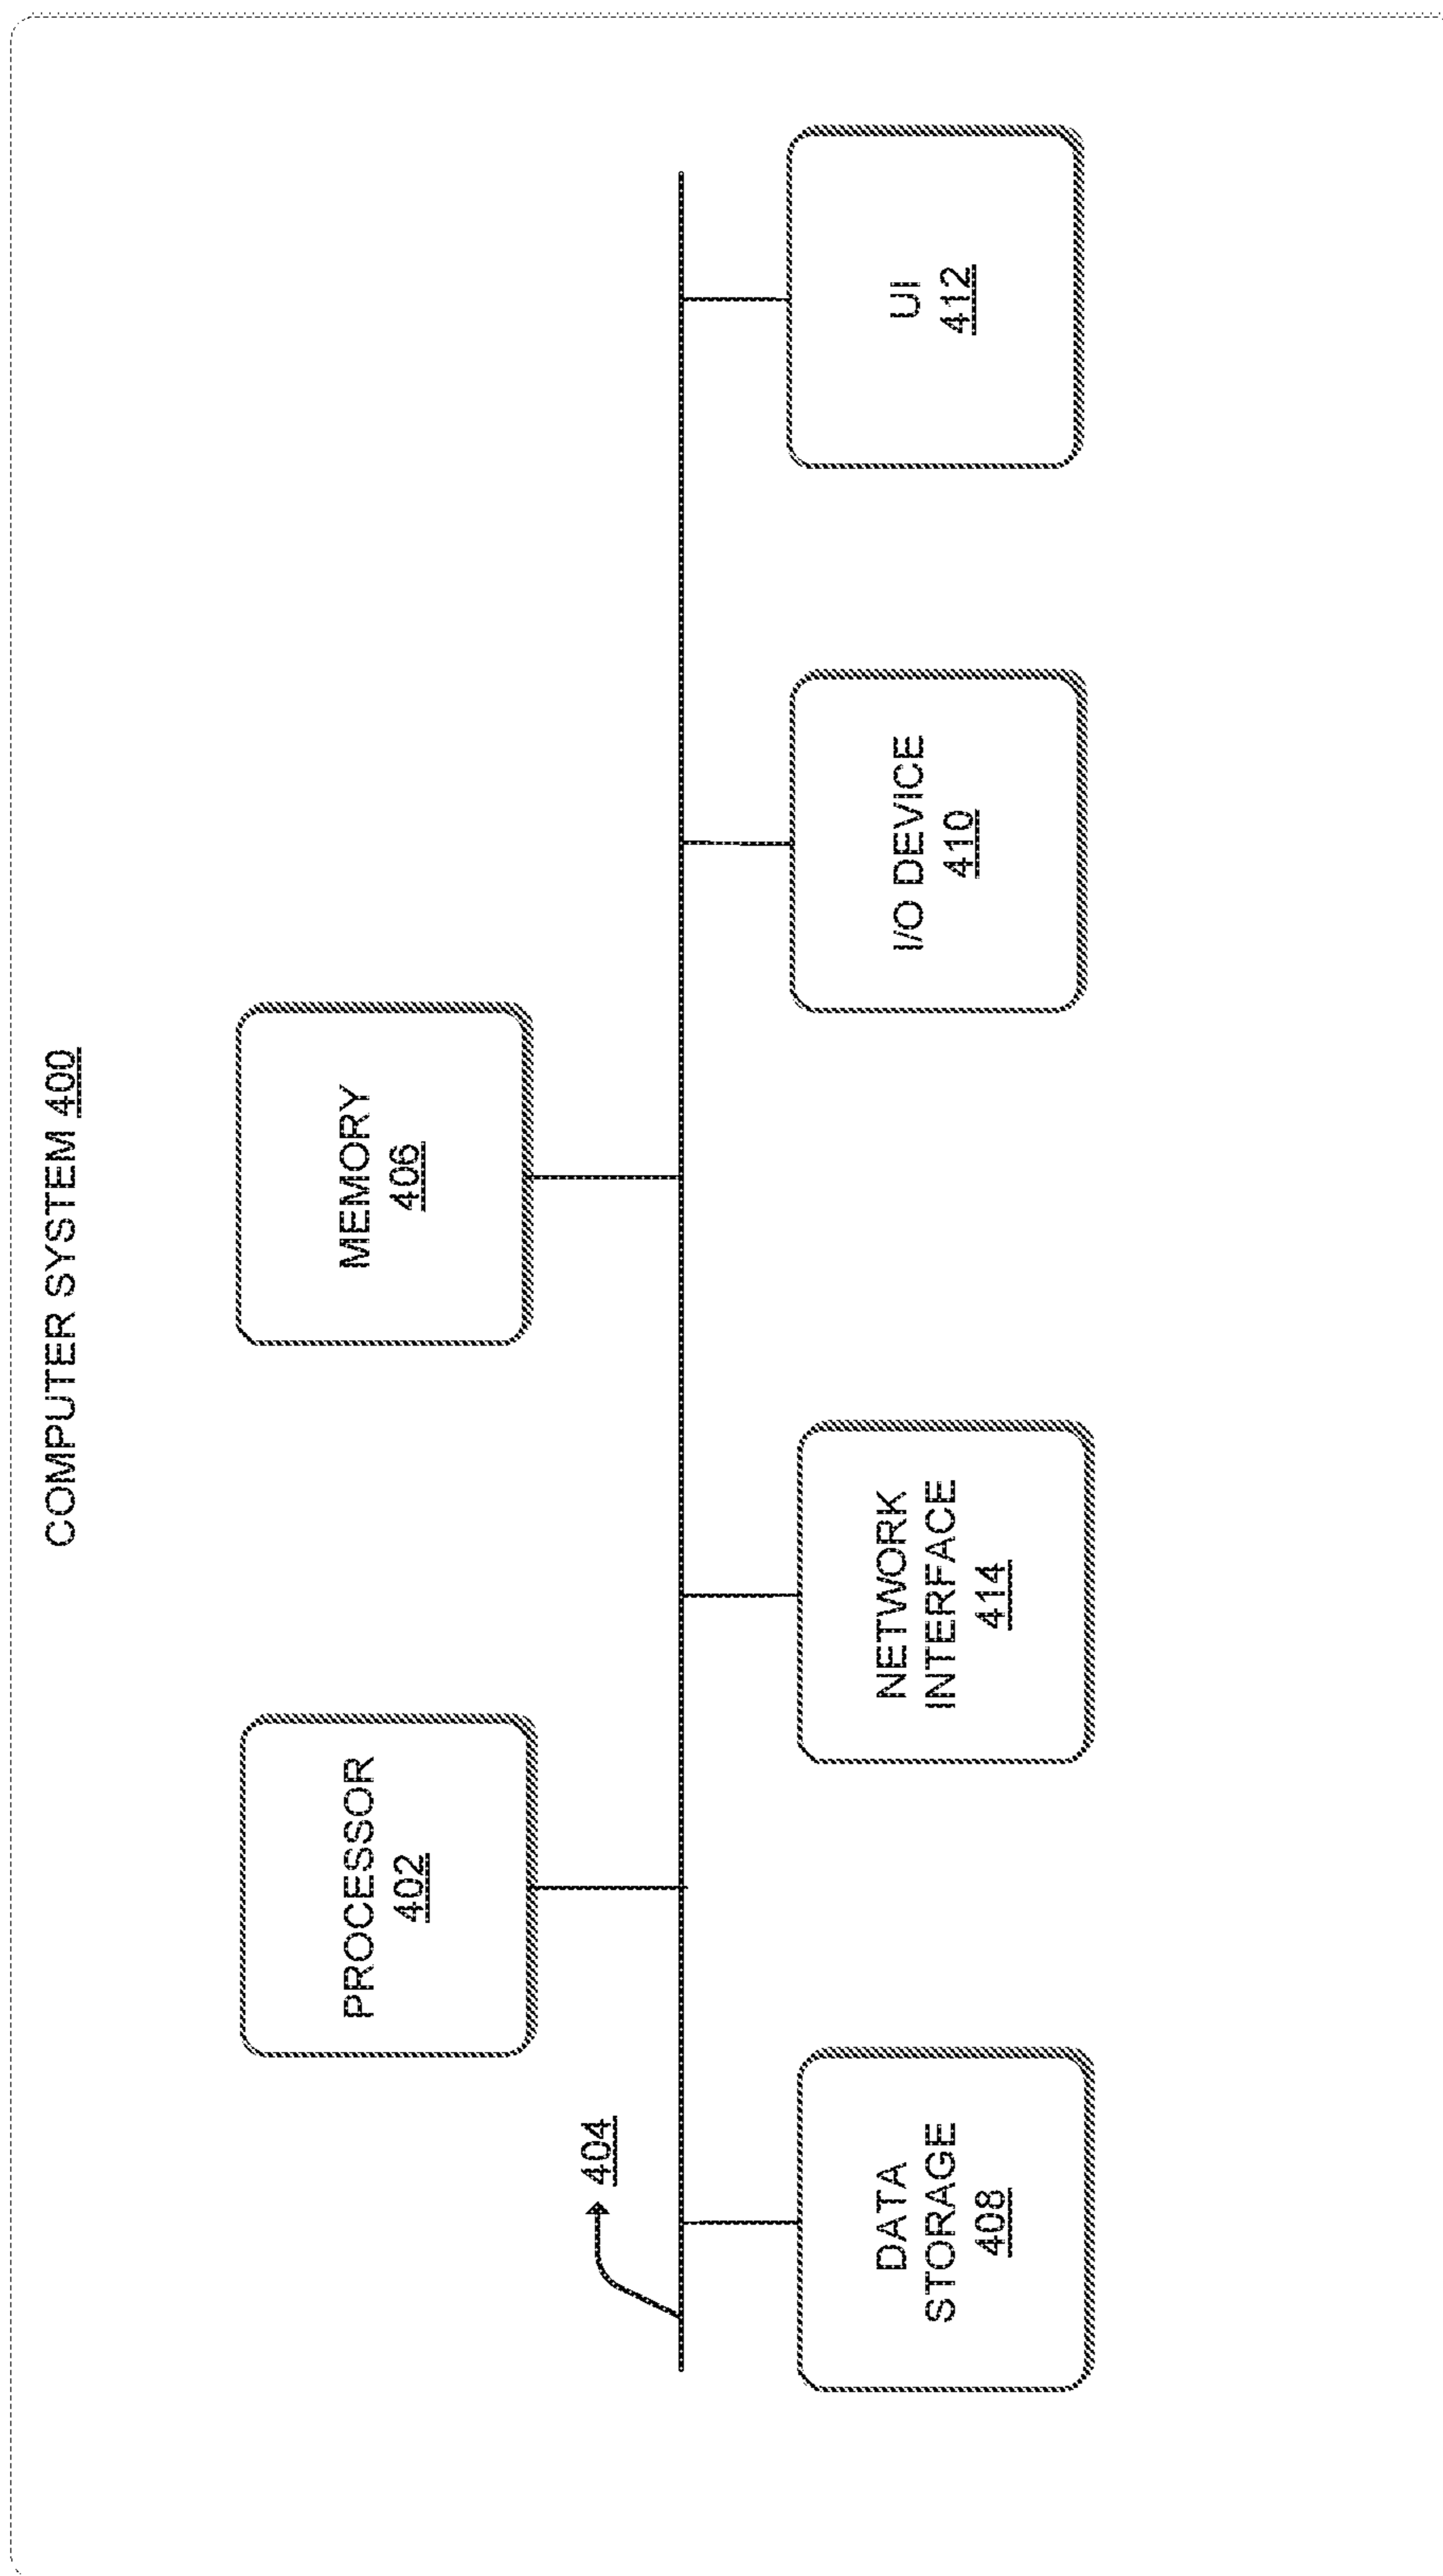 COMPUTER SYSTEM 400
PROCESSOR
402
MEMORY
406
404
DATA
STORAGE
408
NETWORK
INTERFACE
414
I/O DEVICE
410
UI
412